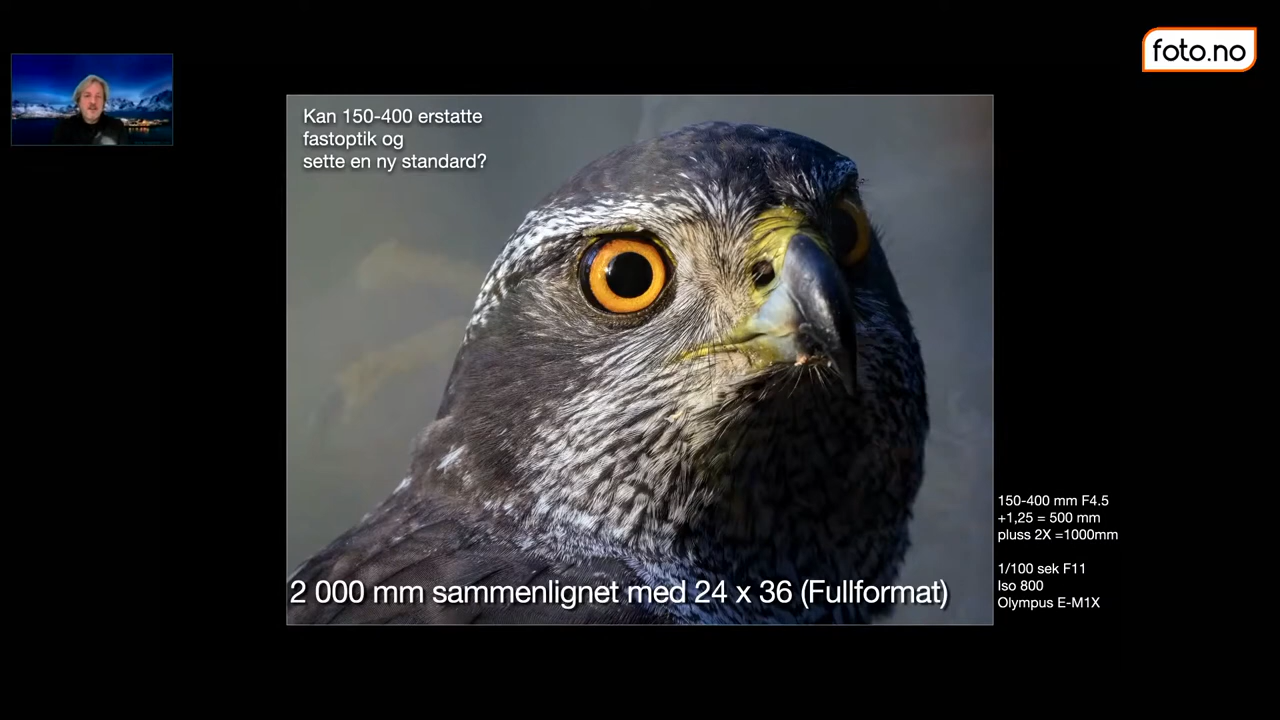 foto.no
Kan 150-400 erstatte
fastoptik og
sette en ny standard?
150-400 mm F4.5
+1,25 = 500 mm
pluss 2X =1000mm
1/100 sek F11
Iso 800
Olympus E-M1X
2 000 mm sammenlignet med 24 x 36 (Fullformat)